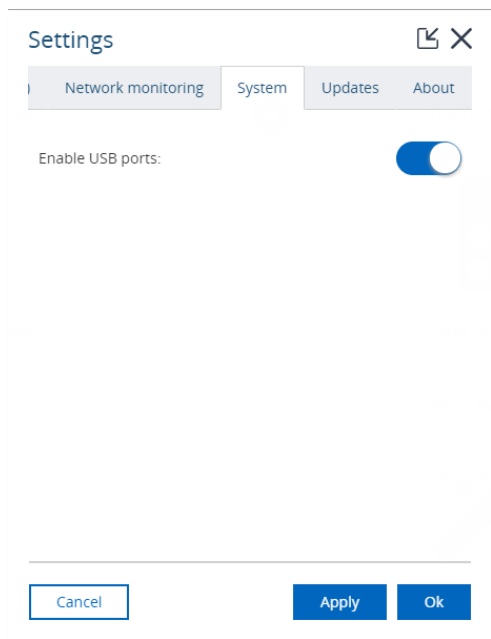 Settings
Network monitoring System Updates About
Enable USB ports:
Cancel Apply Ok